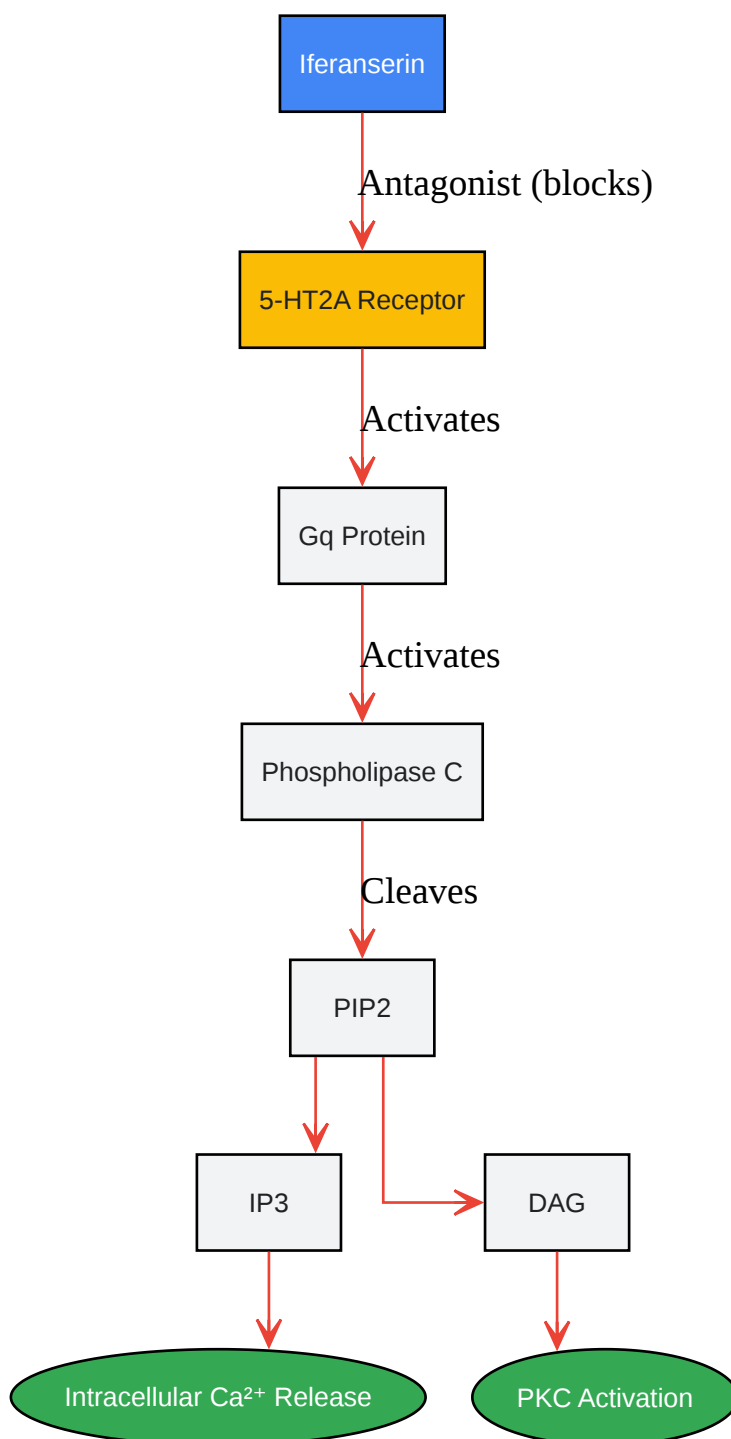 Iferanserin
Antagonist (blocks)
5-HT2A Receptor
Activates
Gq Protein
Activates
Phospholipase C
Cleaves
PIP2
IP3
DAG
Intracellular Ca²⁺ Release
PKC Activation